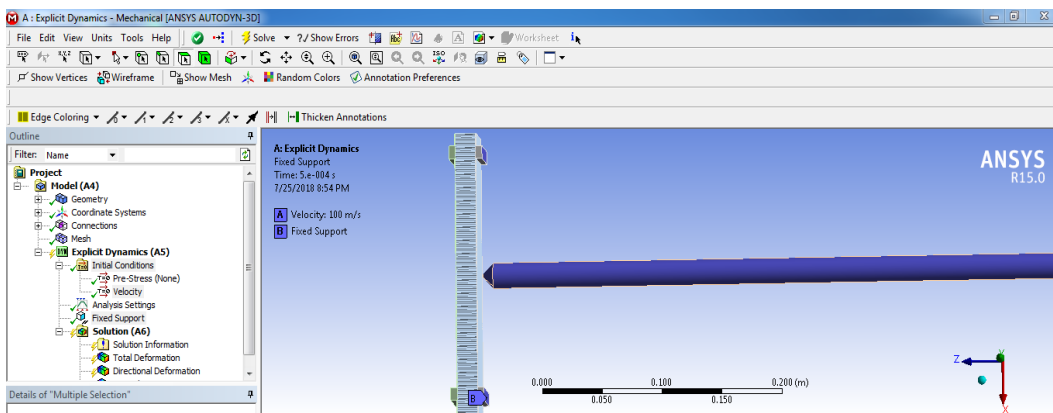 A : Explicit Dynamics - Mechanical [ANSYS AUTODYN-3D]
File Edit View Units Tools Help Solve ?/ Show Errors Worksheet
Show Vertices Wireframe Show Mesh Random Colors Annotation Preferences
Edge Coloring Thicken Annotations
Outline
Filter: Name
Project
Model (A4)
Geometry
Coordinate Systems
Connections
Mesh
Explicit Dynamics (A5)
Initial Conditions
Pre-Stress (None)
Velocity
Analysis Settings
Fixed Support
Solution (A6)
Solution Information
Total Deformation
Directional Deformation
Details of "Multiple Selection"
A: Explicit Dynamics
Fixed Support
Time: 5.e-004 s
7/25/2018 8:54 PM
A Velocity: 100 m/s
B Fixed Support
ANSYS
R15.0
B
0.000 0.100 0.200 (m)
0.050 0.150
Z
Y
X